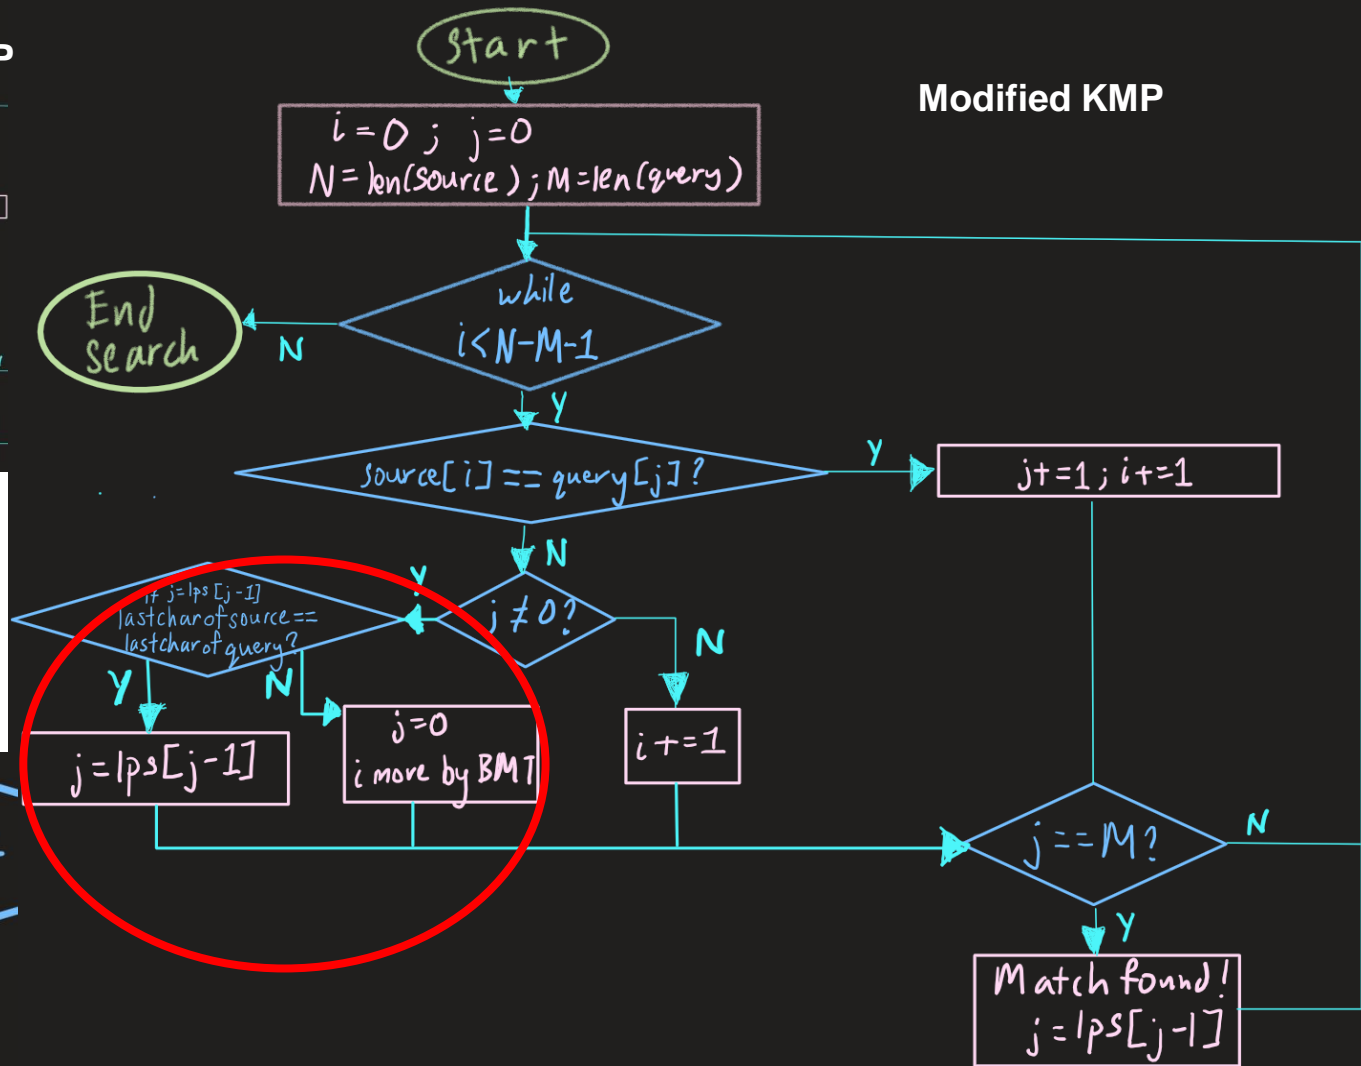 P
start
Modified KMP
i=0 ; j=0
N=len(source) ; M=len(query)
while
i<N-M-1
End
search
N
Y
source[i] == query[j]?
Y
j+=1 ; i+=1
N
j≠0?
Y
N
if j=lps[j-1]
lastcharofsource==
lastcharofquery?
Y
N
j=lps[j-1]
j=0
i more by BMT
i+=1
j==M?
N
Y
Match found!
j=lps[j-1]